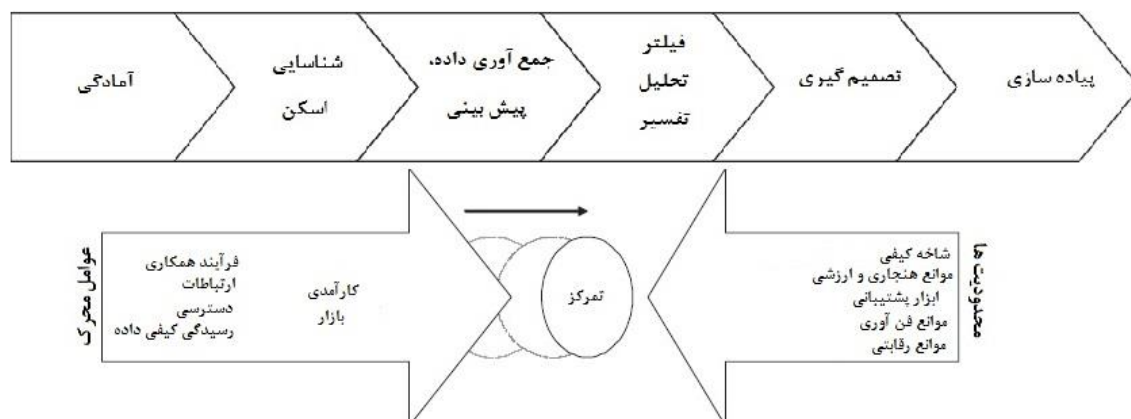 آمادگی
شناسایی
اسکن
جمع آوری داده،
پیش بینی
فیلتر
تحلیل
تفسیر
تصمیم گیری
پیاده سازی
عوامل محرک
فرآیند همکاری
ارتباطات
دسترسی
رسیدگی کیفی داده
کارآمدی
بازار
تمرکز
شاخه کیفی
موانع هنجاری و ارزشی
ابزار پشتیبانی
موانع فن آوری
موانع رقابتی
محدودیت ها